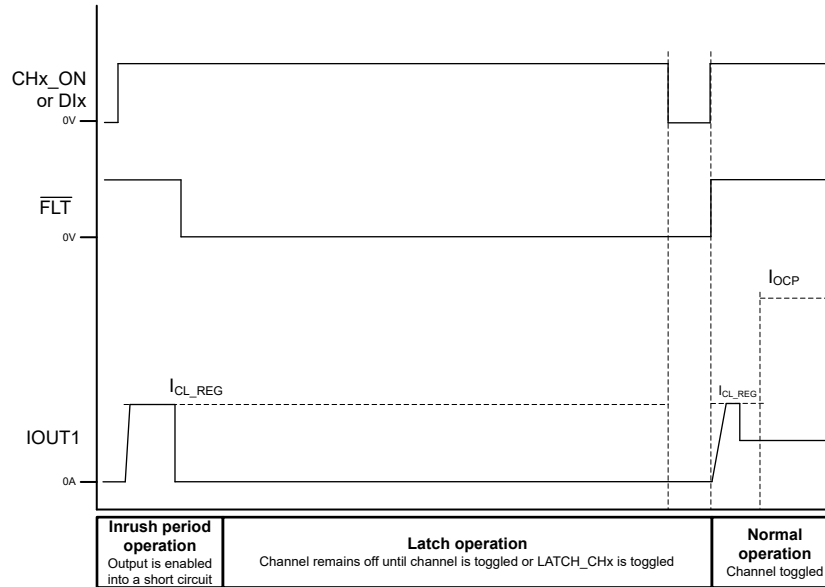 CHx_ON
or DIx
0V
FLT
0V
IOCP
ICL_REG
ICL_REG
IOUT1
0A
Inrush period
operation
Output is enabled
into a short circuit
Latch operation
Channel remains off until channel is toggled or LATCH_CHx is toggled
Normal
operation
Channel toggled